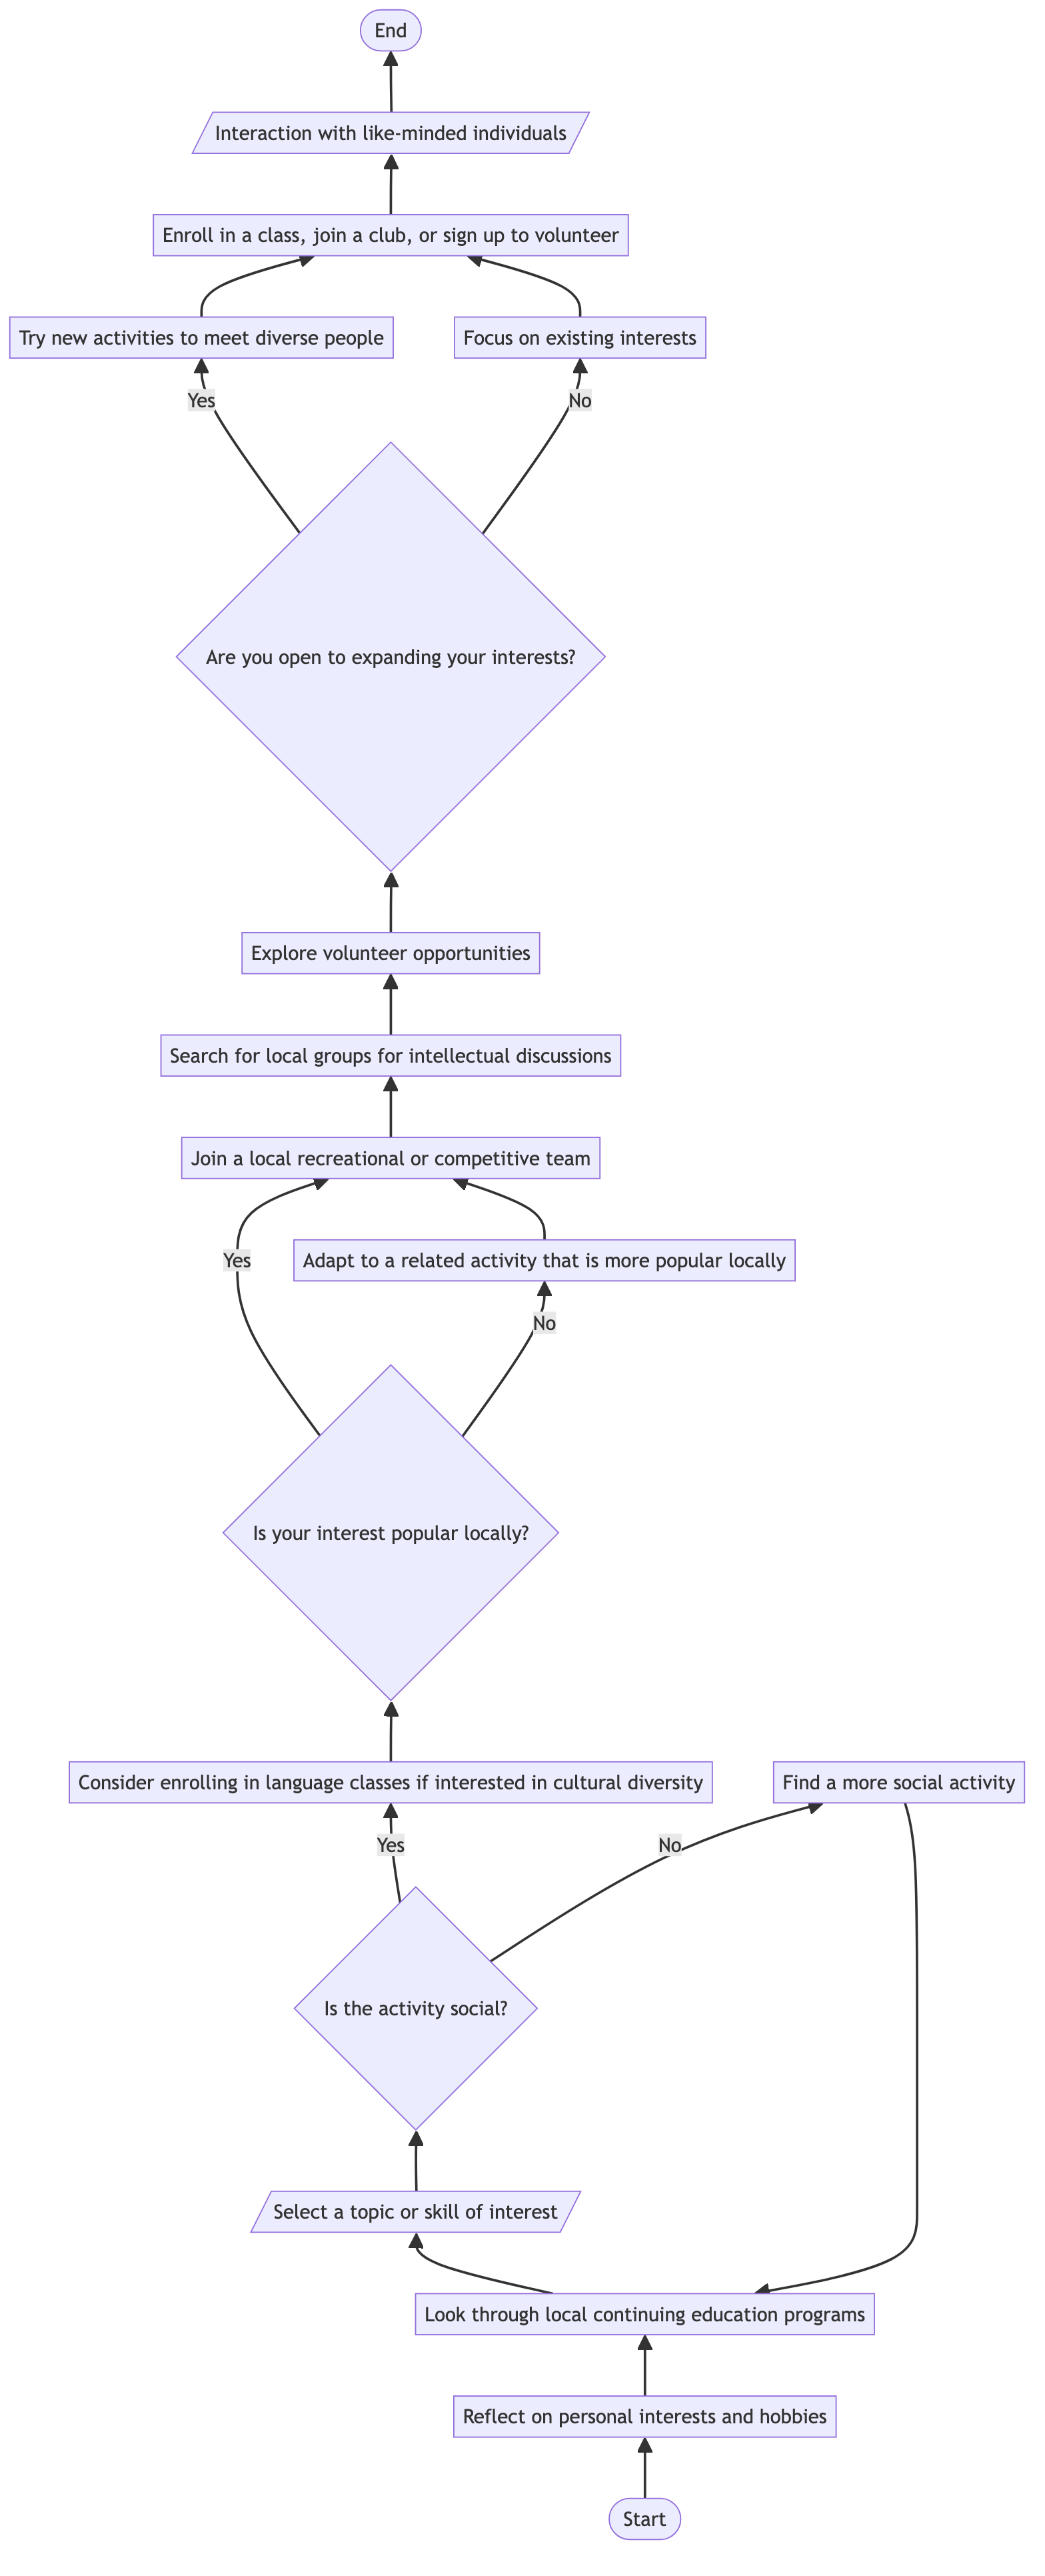 End
Interaction with like-minded individuals
Enroll in a class, join a club, or sign up to volunteer
Try new activities to meet diverse people
Focus on existing interests
Yes
No
Are you open to expanding your interests?
Explore volunteer opportunities
Search for local groups for intellectual discussions
Join a local recreational or competitive team
Yes
Adapt to a related activity that is more popular locally
No
Is your interest popular locally?
Consider enrolling in language classes if interested in cultural diversity
Find a more social activity
Yes
No
Is the activity social?
Select a topic or skill of interest
Look through local continuing education programs
Reflect on personal interests and hobbies
Start